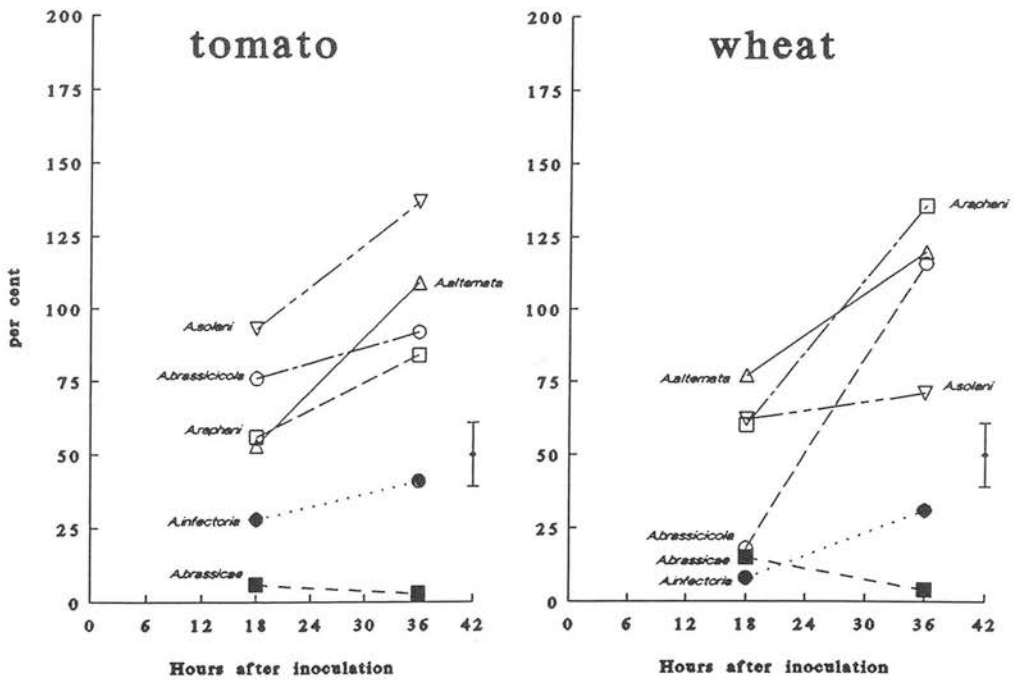 tomato
200
175
150
125
100
75
50
25
0
per cent
A.solani
A.alternata
A.brassicicola
A.raphani
A.infectoria
A.brassicae
0 6 12 18 24 30 36 42
Hours after inoculation
wheat
200
175
150
125
100
75
50
25
0
A.raphani
A.alternata
A.solani
A.brassicicola
A.brassicae
A.infectoria
0 6 12 18 24 30 36 42
Hours after inoculation